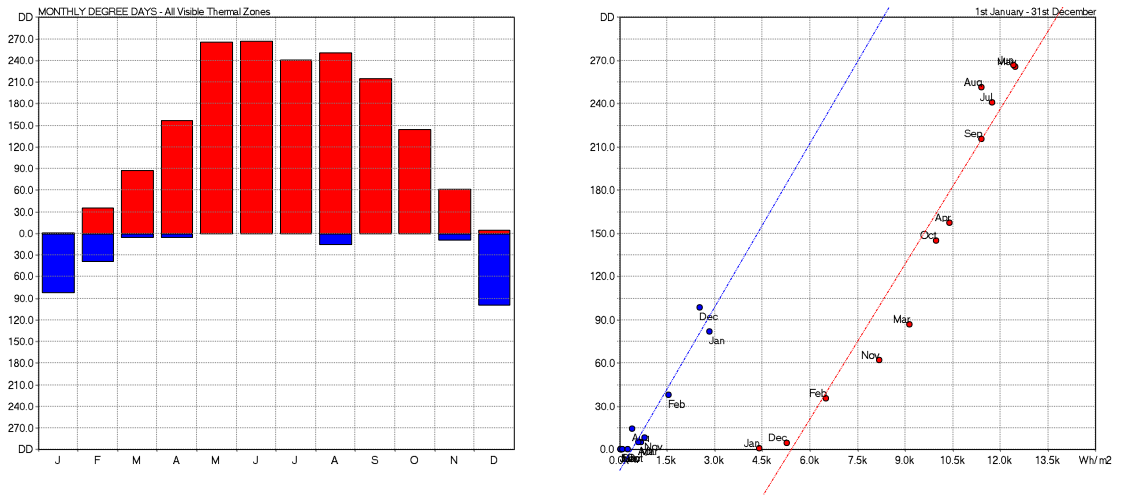 MONTHLY DEGREE DAYS - All Visible Thermal Zones
DD
270.0
240.0
210.0
180.0
150.0
120.0
90.0
60.0
30.0
0.0
30.0
60.0
90.0
120.0
150.0
180.0
210.0
240.0
270.0
DD
J F M A M J J A S O N D
1st January - 31st December
DD
270.0
240.0
210.0
180.0
150.0
120.0
90.0
60.0
30.0
0.0
May
Aug
Jul
Sep
Apr
Oct
Mar
Nov
Feb
Dec
Jan
Dec
Jan
Feb
Aug
Nov
1.5k 3.0k 4.5k 6.0k 7.5k 9.0k 10.5k 12.0k 13.5k Wh/m2